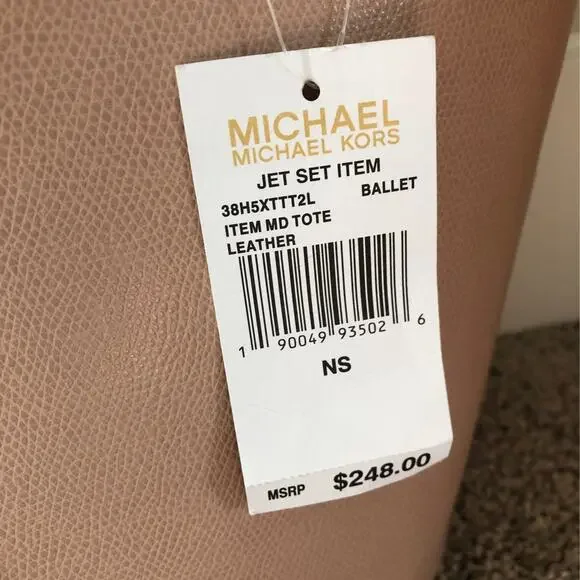 MICHAEL
MICHAEL KORS
JET SET ITEM
38H5XTTT2L BALLET
ITEM MD TOTE
LEATHER
1 90049 93502 6
NS
MSRP $248.00